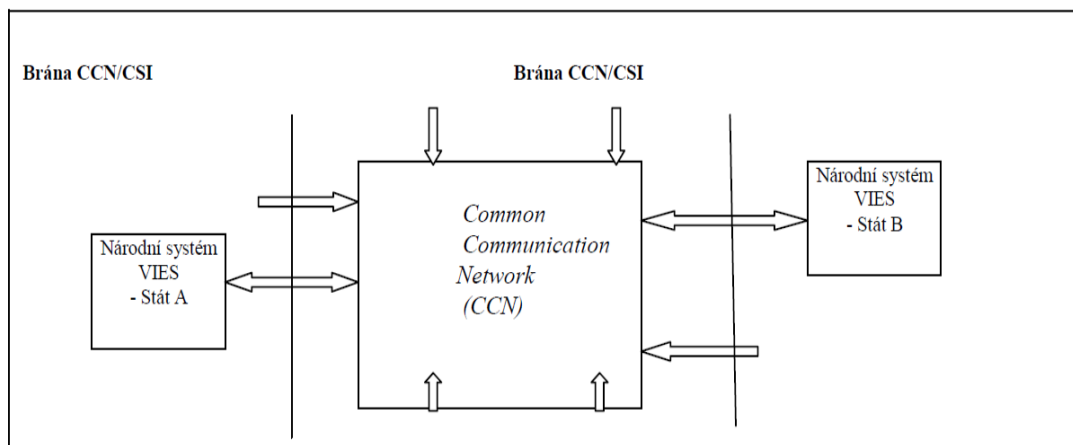 Brána CCN/CSI
Brána CCN/CSI
Národní systém
VIES
- Stát A
Common
Communication
Network
(CCN)
Národní systém
VIES
- Stát B